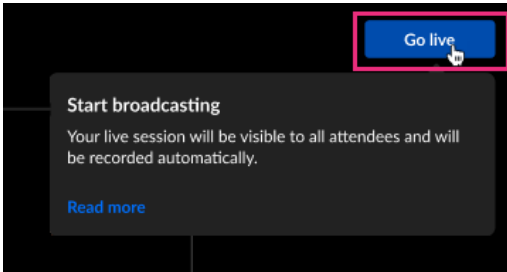 Go live
Start broadcasting
Your live session will be visible to all attendees and will
be recorded automatically.
Read more